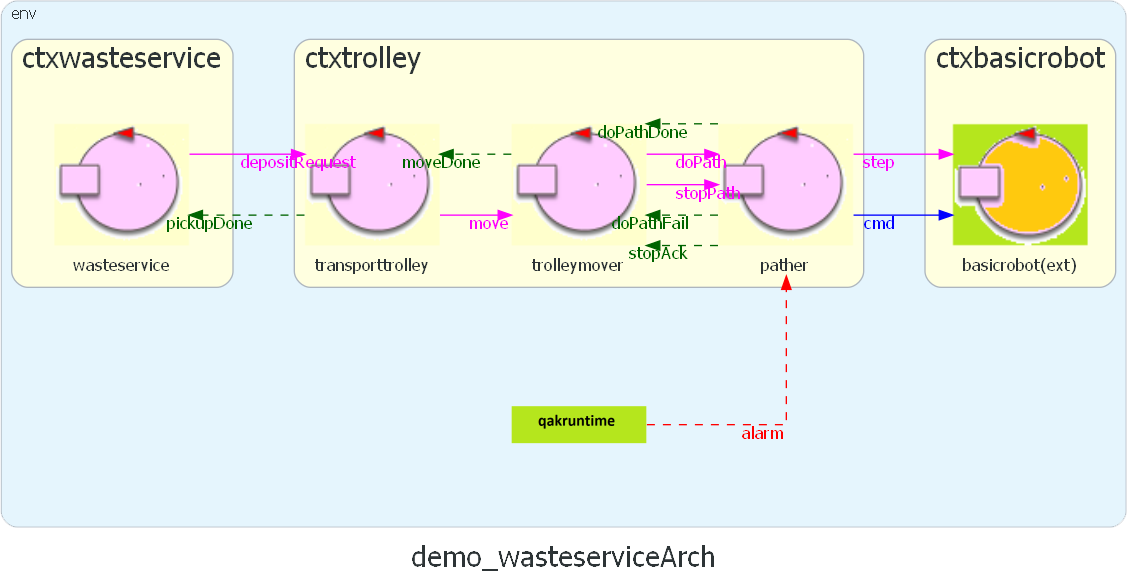 env
ctxwasteservice
ctxtrolley
ctxbasicrobot
doPathDone
depositRequest
moveDone
doPath
step
stopPath
pickupDone
move
doPathFail
cmd
stopAck
wasteservice
transporttrolley
trolleymover
pather
basicrobot(ext)
qakruntime
alarm
demo_wasteserviceArch